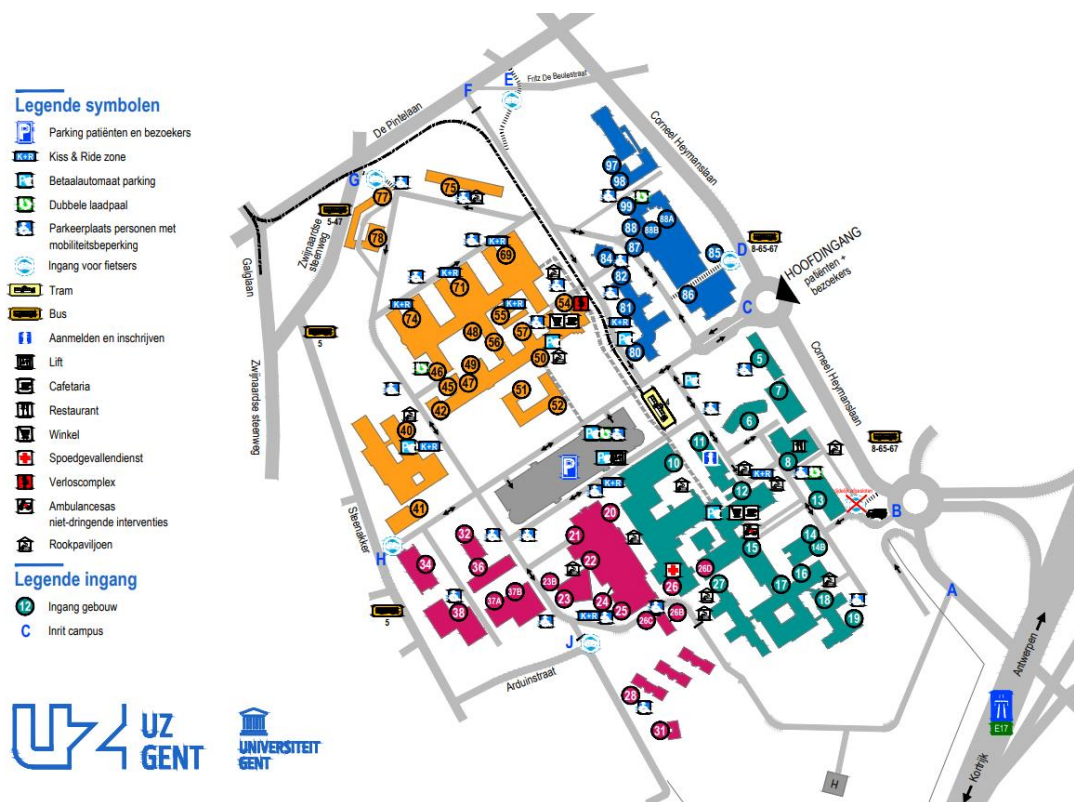 Legende symbolen
P
Parking patiënten en bezoekers
K+R
Kiss & Ride zone
Betaalautomaat parking
Dubbele laadpaal
Parkeerplaats personen met
mobiliteitsbeperking
Ingang voor fietsers
Tram
Bus
Aanmelden en inschrijven
Lift
Cafetaria
Restaurant
Winkel
Spoedgevallendienst
Verloscomplex
Ambulancesas
niet-dringende interventies
Rookpaviljoen
Legende ingang
12
Ingang gebouw
C
Inrit campus
UZ
GENT
UNIVERSITEIT
GENT
De Pintelaan
Fritz De Beulestraat
Corneel Heymanslaan
Corneel Heymanslaan
Galglaan
Zwijnaardse
steenweg
Zwijnaardse steenweg
Steenakker
Arduinstraat
HOOFDINGANG
patiënten +
bezoekers
Antwerpen
Kortrijk
E17
E
F
G
D
C
B
A
H
J
H
5-47
5
5
8-65-67
8-65-67
77
75
78
69
71
74
K+R
K+R
K+R
K+R
54
55
48
56
57
50
49
46
45
47
42
51
52
40
K+R
41
97
98
99
88
88A
88B
87
85
84
82
86
81
K+R
80
5
7
6
8
11
10
12
K+R
13
14
14B
15
16
17
18
19
27
P
K+R
20
21
22
23B
23
24
25
K+R
26
26D
26B
26C
32
34
36
37A
37B
38
28
31